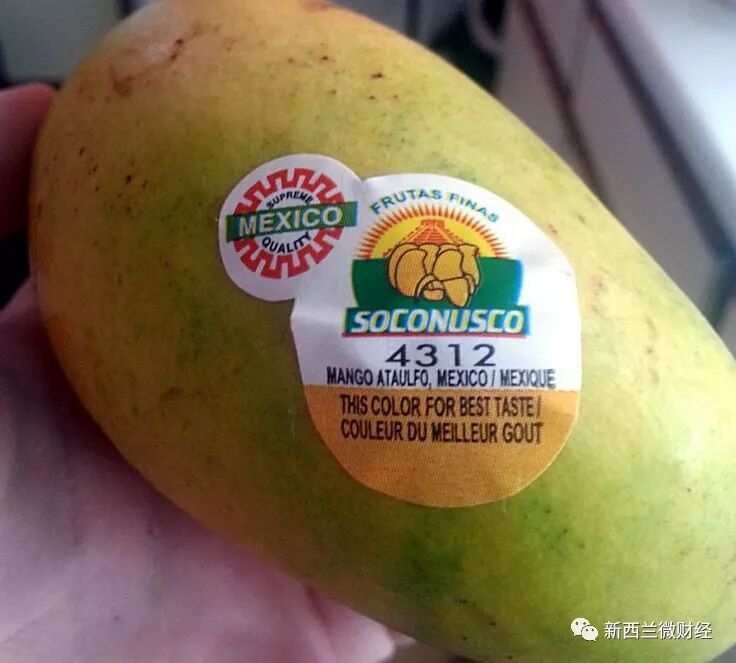 SUPREME
MEXICO
QUALITY
FRUTAS FINAS
SOCONUSCO
4312
MANGO ATAULFO, MEXICO / MEXIQUE
THIS COLOR FOR BEST TASTE /
COULEUR DU MEILLEUR GOUT
新西兰微财经